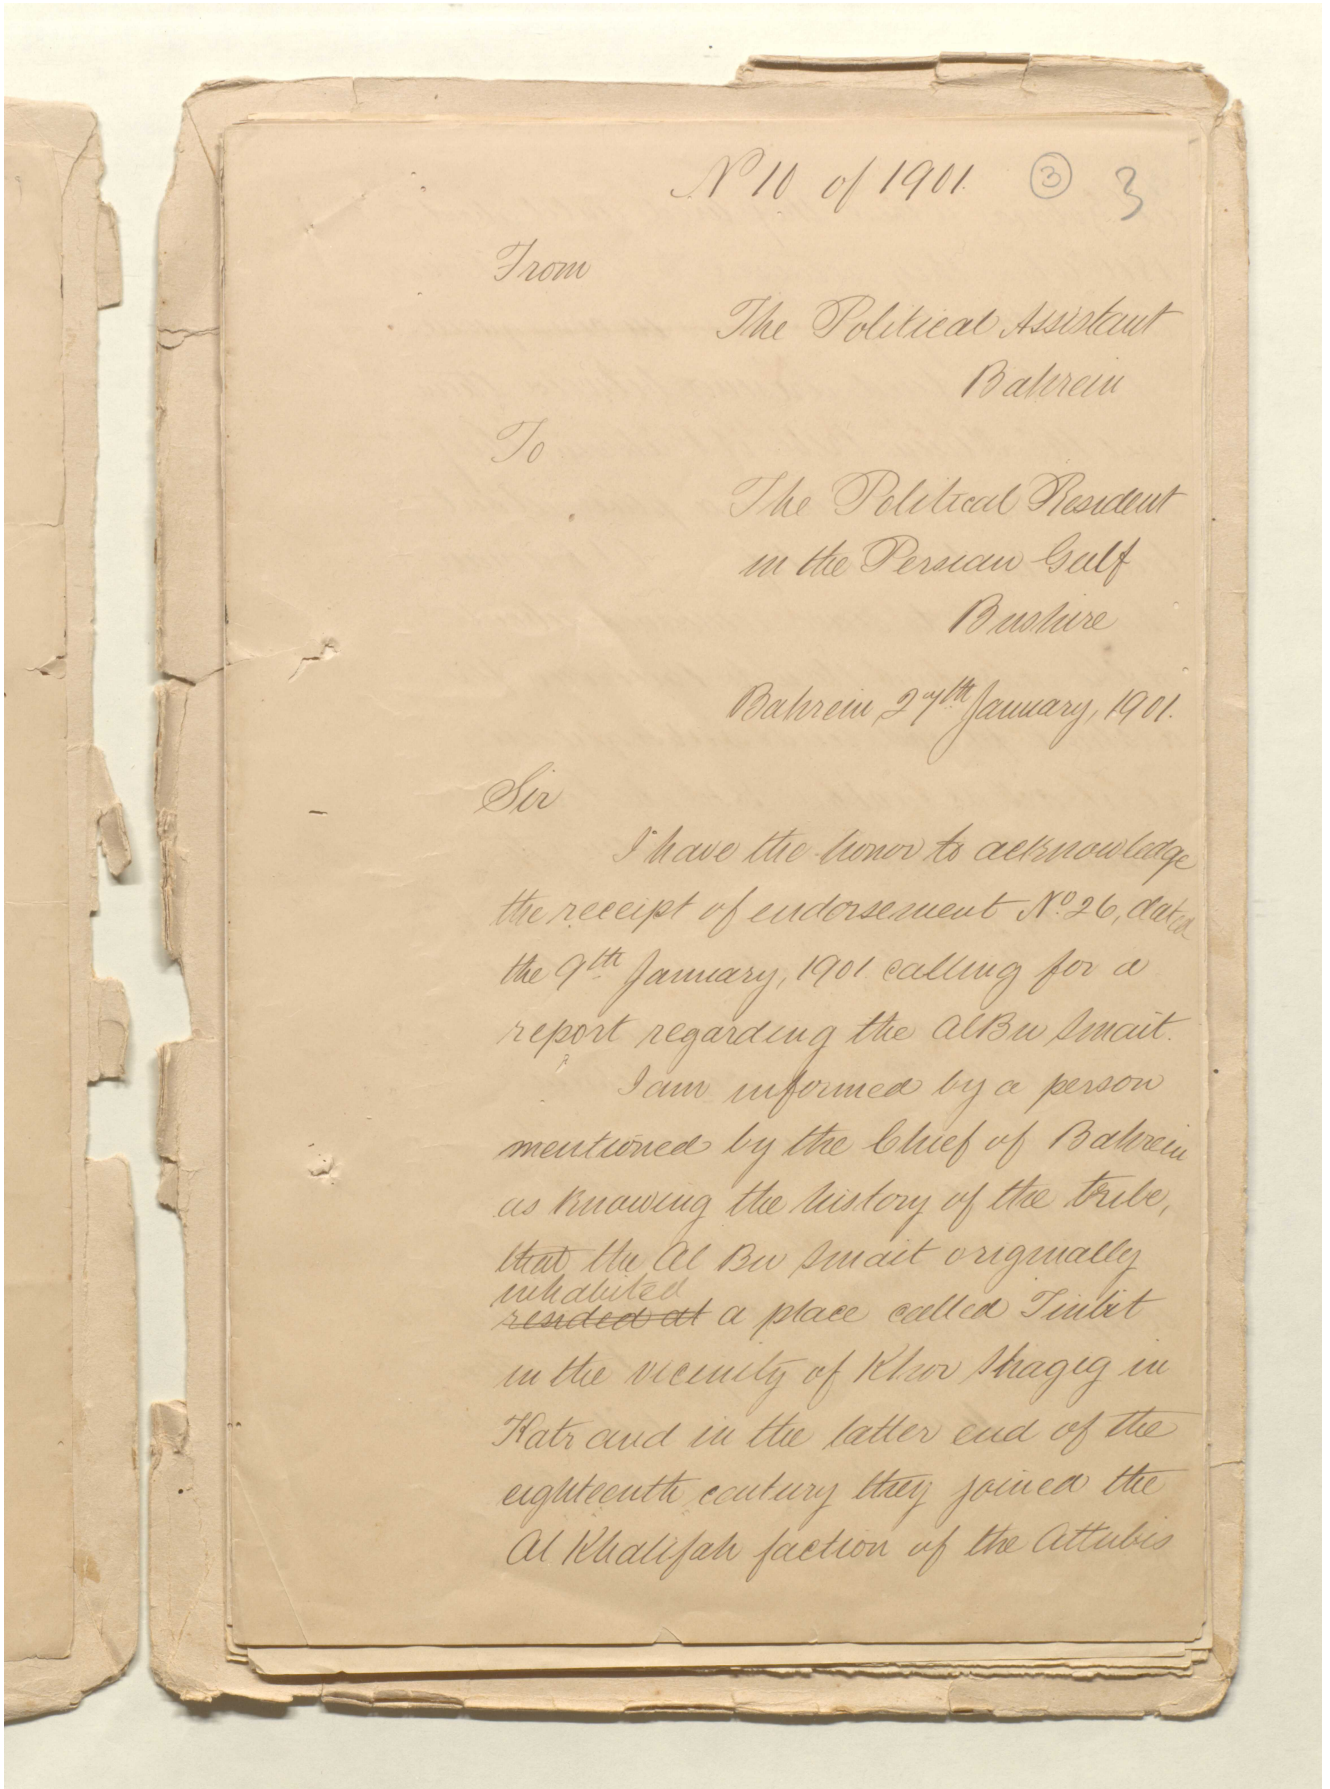 No 10 of 1901. 3 3
From
The Political Assistant
Bahrein
To
The Political Resident
in the Persian Gulf
Bushire
Bahrein, 27th January, 1901.
Sir
I have the honor to acknowledge
the receipt of endorsement No. 26, dated
the 9th January, 1901. calling for a
report regarding the Al Bu Smait.
I am informed by a person
mentioned by the Chief of Bahrein
as knowing the history of the tribe,
that the Al Bu Smait originally
inhabited
resided at a place called Tinbit
in the vicinity of Khor Shagig in
Katr and in the latter end of the
eighteenth century they joined the
Al Khalifah faction of the Attubis